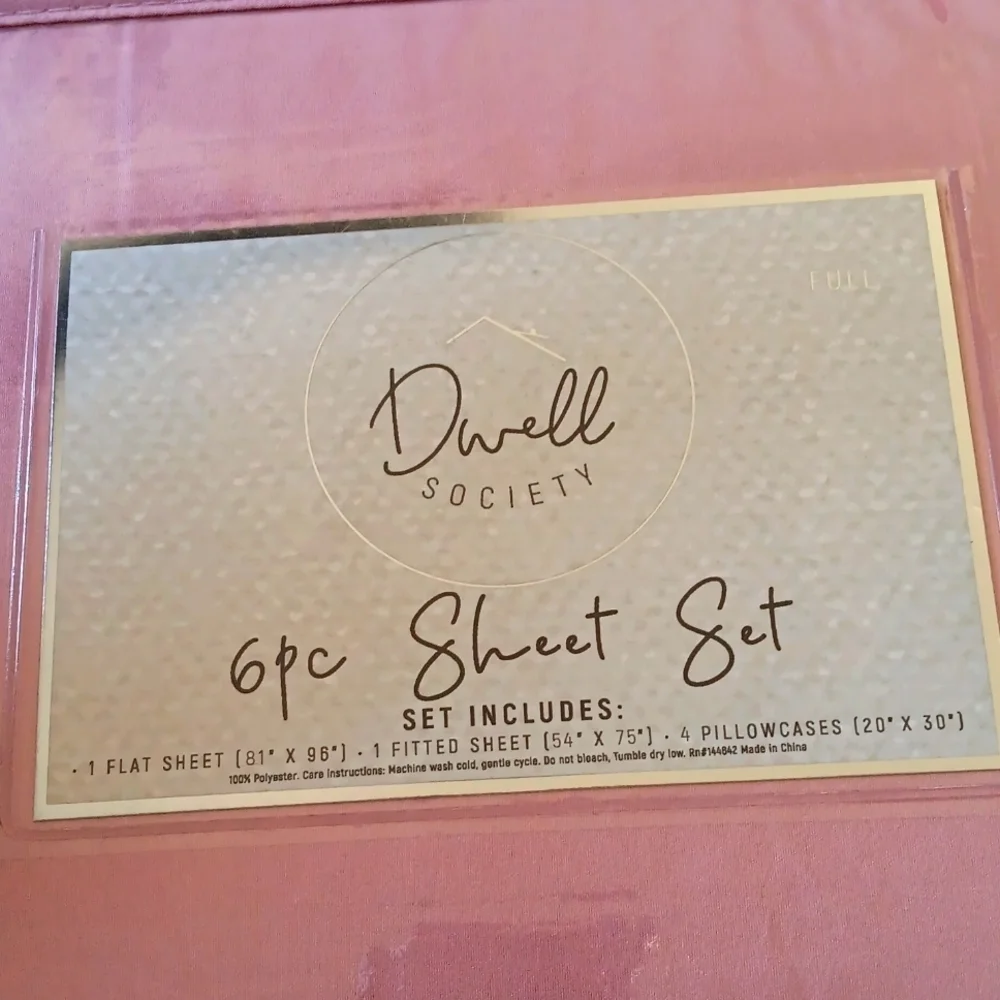 FULL
Dwell
SOCIETY
6pc Sheet Set
SET INCLUDES:
· 1 FLAT SHEET (81" X 96") · 1 FITTED SHEET (54" X 75") · 4 PILLOWCASES (20" X 30")
100% Polyester. Care Instructions: Machine wash cold, gentle cycle. Do not bleach, Tumble dry low. Rn#144642 Made in China